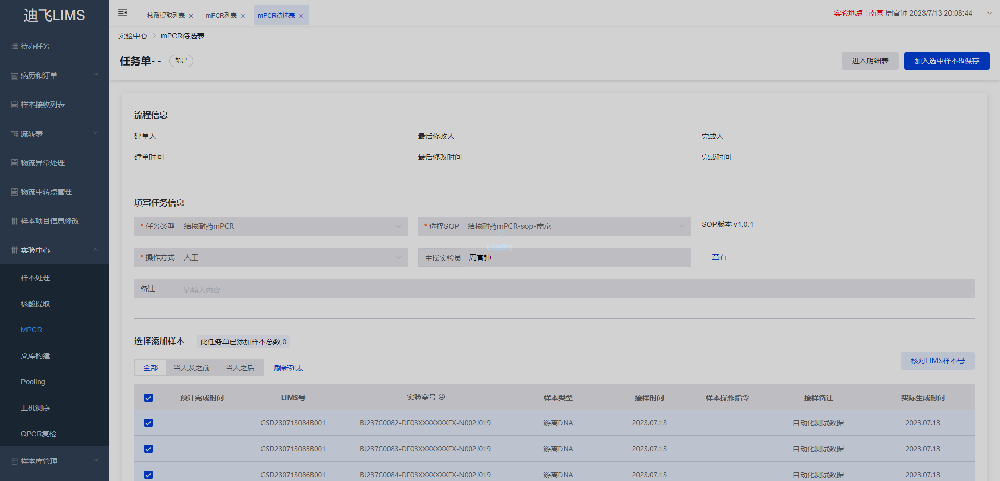 迪飞LIMS
待办任务
病历和订单
样本接收列表
流转表
物流异常处理
物流中转点管理
样本项目信息修改
实验中心
样本处理
核酸提取
MPCR
文库构建
Pooling
上机测序
QPCR复检
样本库管理
核酸提取列表
mPCR列表
mPCR待选表
实验地点 : 南京 周官钟 2023/7/13 20:08:44
实验中心 > mPCR待选表
任务单- -
新建
进入明细表
加入选中样本&保存
流程信息
建单人 -
最后修改人 -
完成人 -
建单时间 -
最后修改时间 -
完成时间 -
填写任务信息
* 任务类型 结核耐药mPCR
* 选择SOP 结核耐药mPCR-sop-南京
SOP版本 v1.0.1
Loading
* 操作方式 人工
主操实验员 周官钟
查看
备注 请输入内容
选择添加样本
此任务单已添加样本总数 0
全部 当天及之前 当天之后 刷新列表
核对LIMS样本号
预计完成时间 LIMS号 实验室号 样本类型 接样时间 样本操作指令 接样备注 实际生成时间
GSD230713084B001 BJ237C0082-DF03XXXXXXXFX-N002J019 游离DNA 2023.07.13 自动化测试数据 2023.07.13
GSD230713085B001 BJ237C0083-DF03XXXXXXXFX-N002J019 游离DNA 2023.07.13 自动化测试数据 2023.07.13
GSD230713086B001 BJ237C0084-DF03XXXXXXXFX-N002J019 游离DNA 2023.07.13 自动化测试数据 2023.07.13